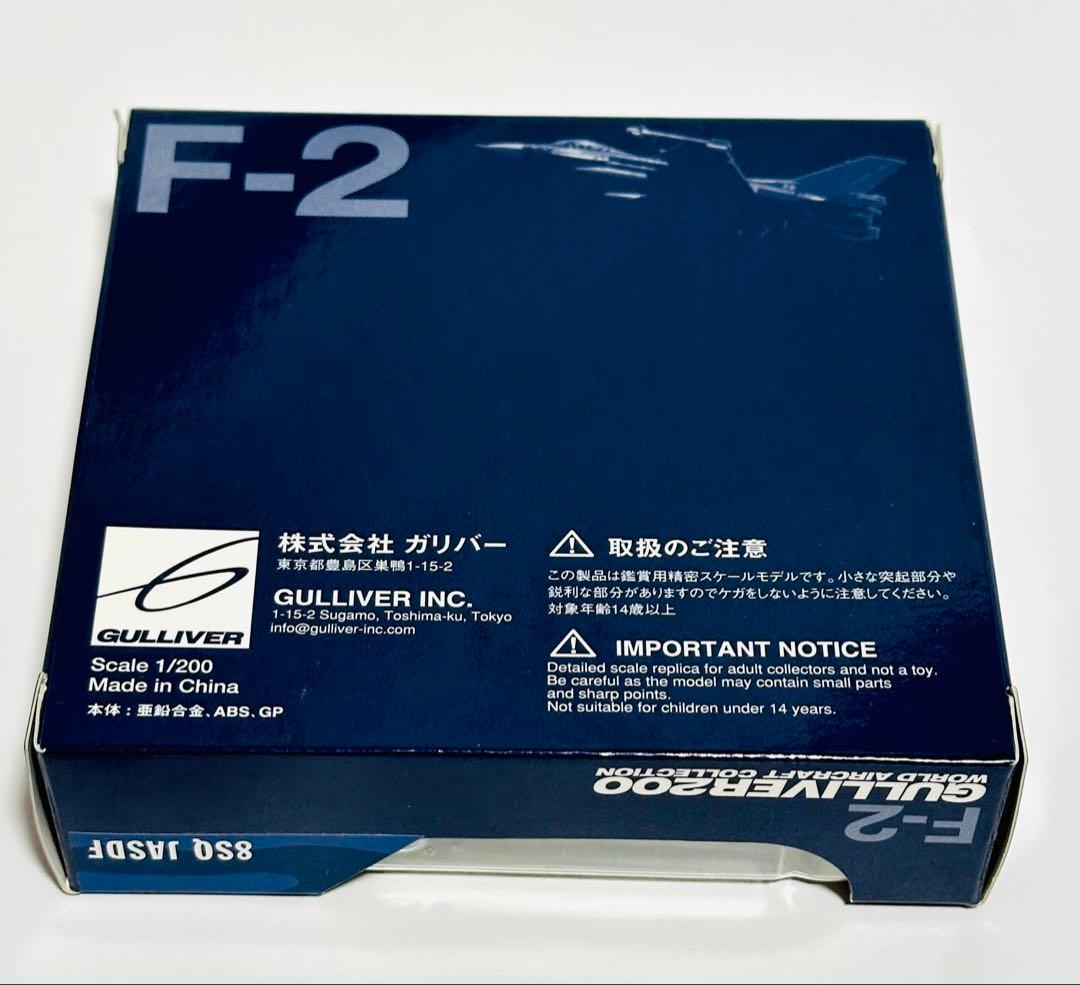 F-2
GULLIVER
株式会社 ガリバー
東京都豊島区巣鴨1-15-2
GULLIVER INC.
1-15-2 Sugamo, Toshima-ku, Tokyo
info@gulliver-inc.com
Scale 1/200
Made in China
本体：亜鉛合金、ABS、GP
取扱のご注意
この製品は鑑賞用精密スケールモデルです。小さな突起部分や
鋭利な部分がありますのでケガをしないように注意してください。
対象年齢14歳以上
IMPORTANT NOTICE
Detailed scale replica for adult collectors and not a toy.
Be careful as the model may contain small parts
and sharp points.
Not suitable for children under 14 years.
WORLD AIRCRAFT COLLECTION
GULLIVER200
F-2
8SQ JASDF